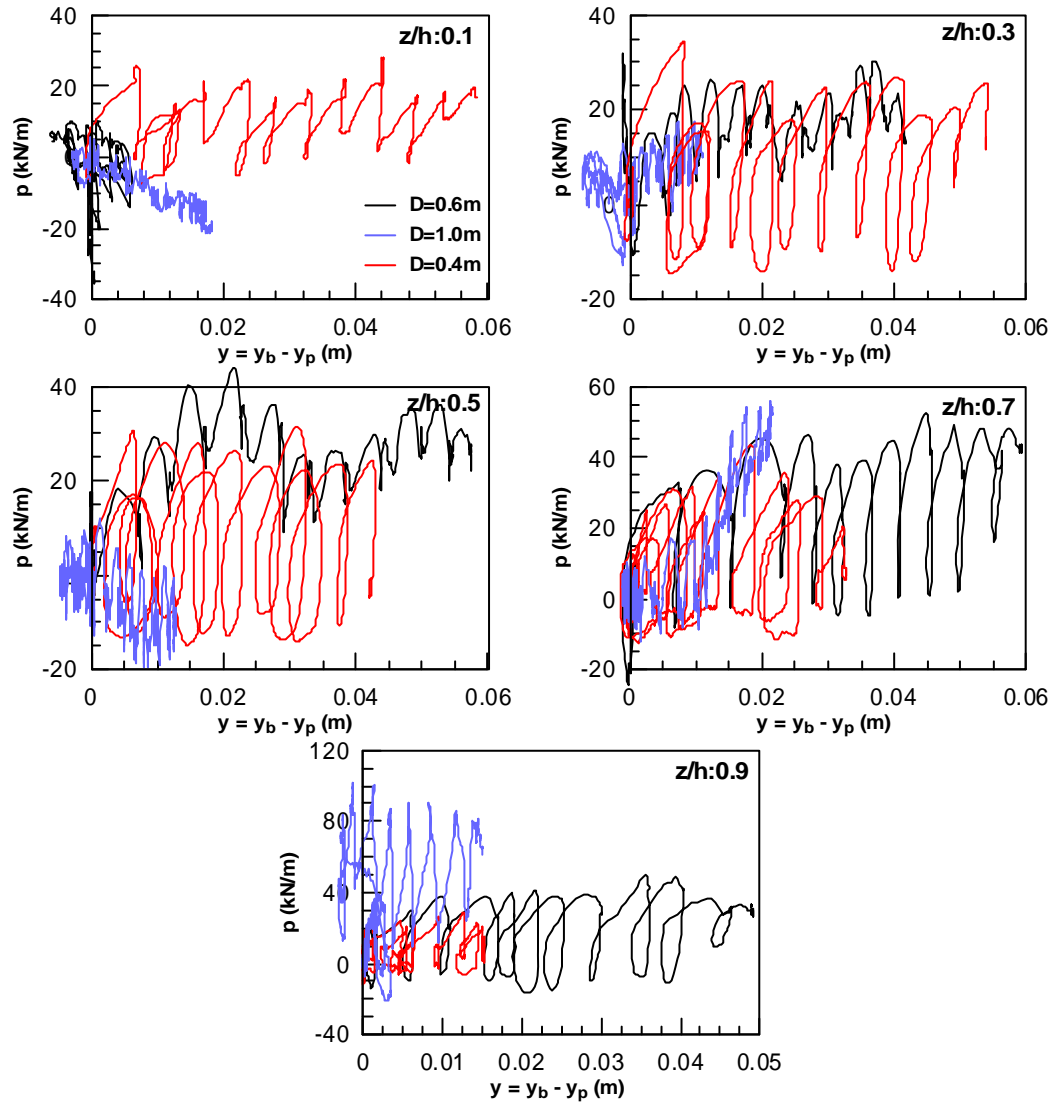 40
20
0
-20
-40
p (kN/m)
z/h:0.1
D=0.6m
D=1.0m
D=0.4m
0 0.02 0.04 0.06
y = yb - yp (m)
60
40
20
0
-20
p (kN/m)
z/h:0.3
0 0.02 0.04 0.06
y = yb - yp (m)
40
20
0
-20
p (kN/m)
z/h:0.5
0 0.02 0.04 0.06
y = yb - yp (m)
60
40
20
0
-20
p (kN/m)
z/h:0.7
0 0.02 0.04 0.06
y = yb - yp (m)
120
80
40
0
-40
p (kN/m)
z/h:0.9
0 0.01 0.02 0.03 0.04 0.05
y = yb - yp (m)